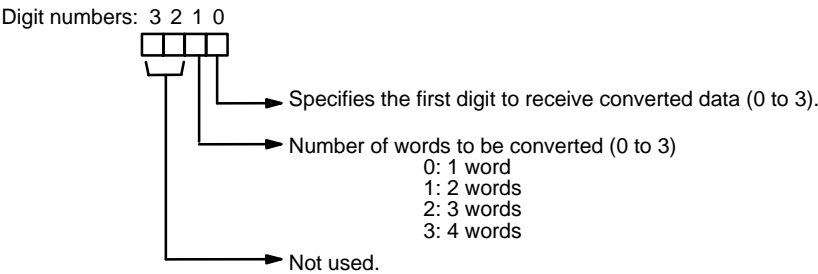 Digit numbers: 3 2 1 0
Specifies the first digit to receive converted data (0 to 3).
Number of words to be converted (0 to 3)
0: 1 word
1: 2 words
2: 3 words
3: 4 words
Not used.